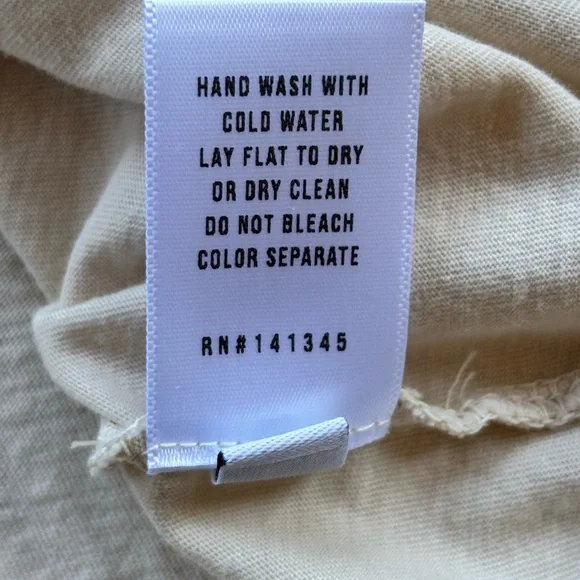 HAND WASH WITH
COLD WATER
LAY FLAT TO DRY
OR DRY CLEAN
DO NOT BLEACH
COLOR SEPARATE
RN#141345